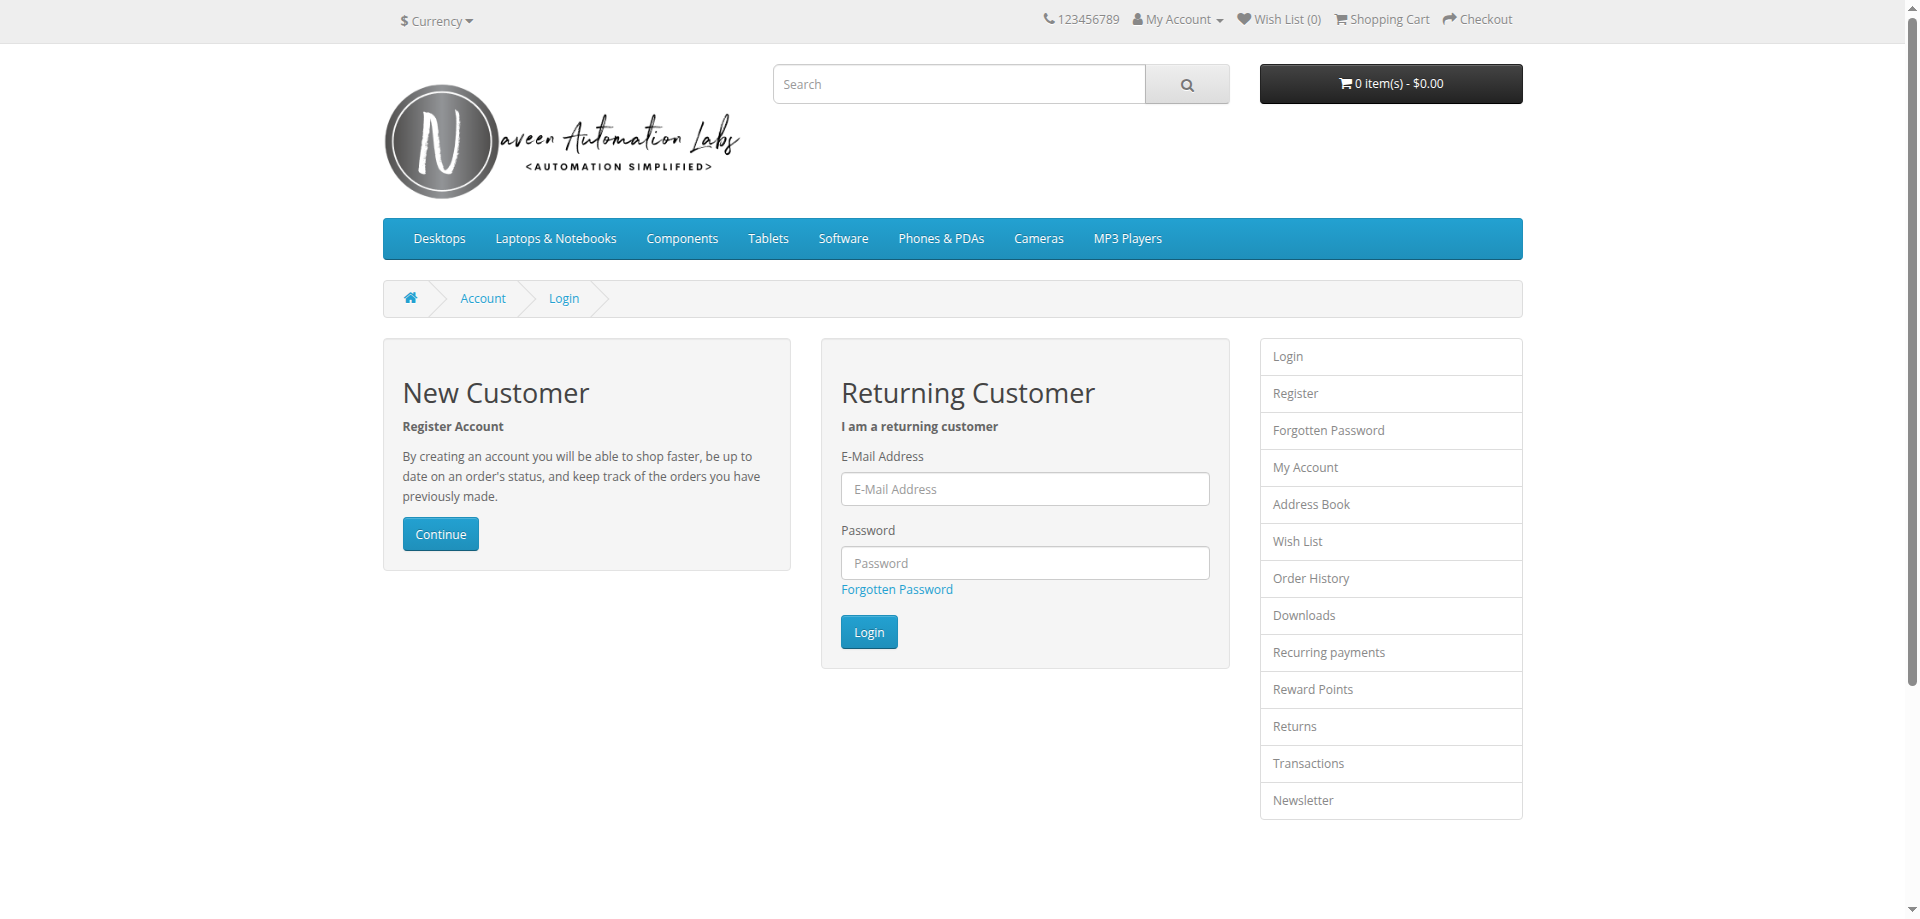 $ Currency
123456789 My Account Wish List (0) Shopping Cart Checkout
Search
0 item(s) - $0.00
N
aveen Automation Labs
<AUTOMATION SIMPLIFIED>
Desktops Laptops & Notebooks Components Tablets Software Phones & PDAs Cameras MP3 Players
Account Login
New Customer
Register Account
By creating an account you will be able to shop faster, be up to
date on an order's status, and keep track of the orders you have
previously made.
Continue
Returning Customer
I am a returning customer
E-Mail Address
E-Mail Address
Password
Password
Forgotten Password
Login
Login
Register
Forgotten Password
My Account
Address Book
Wish List
Order History
Downloads
Recurring payments
Reward Points
Returns
Transactions
Newsletter